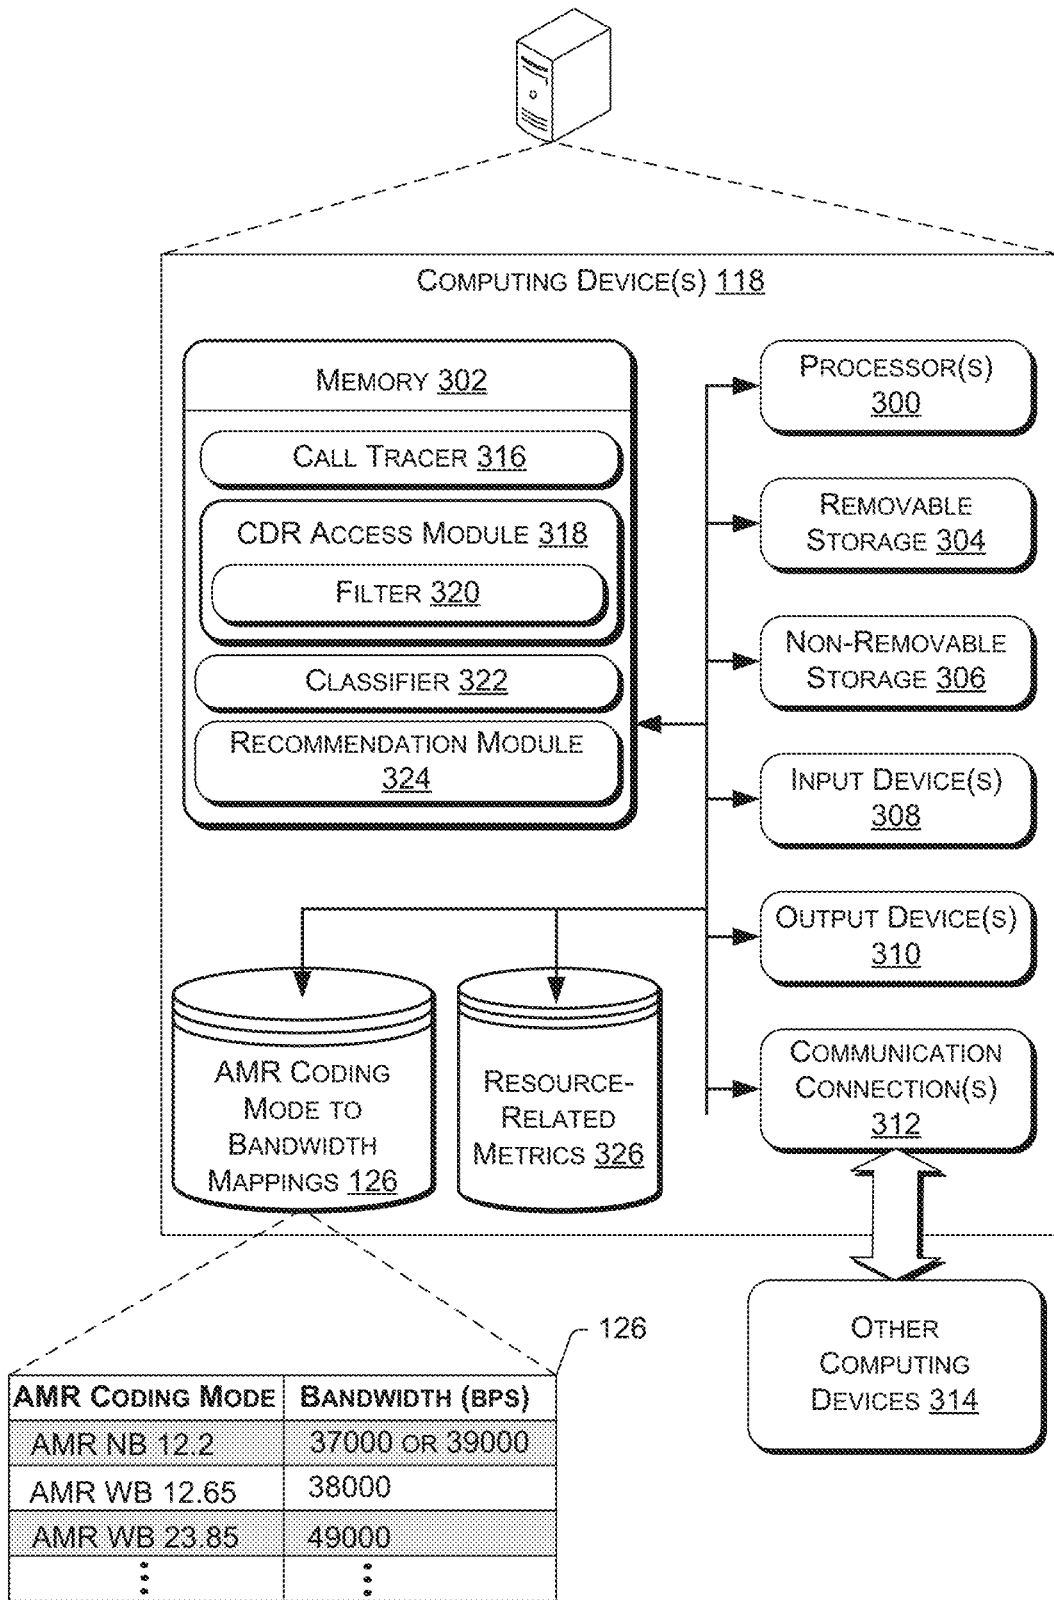 COMPUTING DEVICE(S) 118
MEMORY 302
CALL TRACER 316
CDR ACCESS MODULE 318
FILTER 320
CLASSIFIER 322
RECOMMENDATION MODULE
324
PROCESSOR(S)
300
REMOVABLE
STORAGE 304
NON-REMOVABLE
STORAGE 306
INPUT DEVICE(S)
308
OUTPUT DEVICE(S)
310
COMMUNICATION
CONNECTION(S)
312
AMR CODING
MODE TO
BANDWIDTH
MAPPINGS 126
RESOURCE-
RELATED
METRICS 326
OTHER
COMPUTING
DEVICES 314
126
AMR CODING MODE BANDWIDTH (BPS)
AMR NB 12.2 37000 OR 39000
AMR WB 12.65 38000
AMR WB 23.85 49000